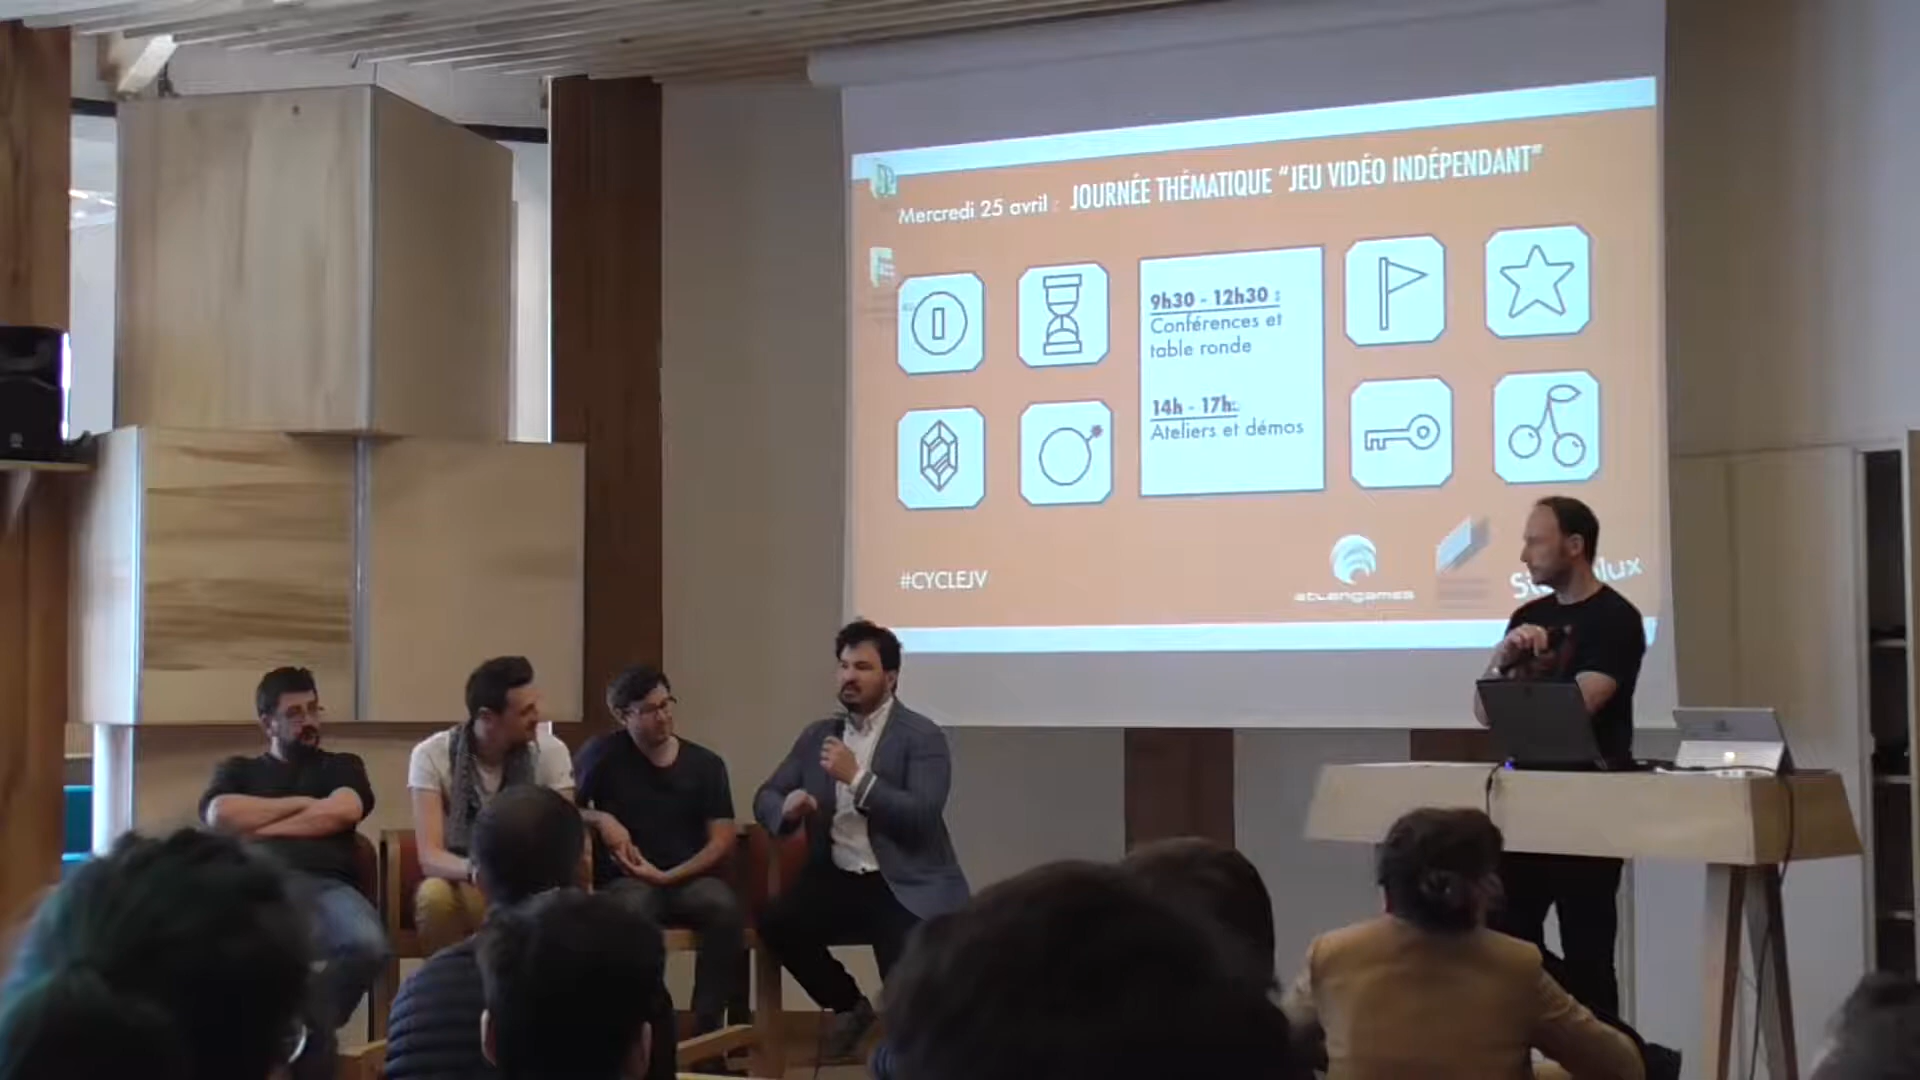 Mercredi 25 avril : JOURNÉE THÉMATIQUE "JEU VIDÉO INDÉPENDANT"
9h30 - 12h30 :
Conférences et
table ronde
14h - 17h:
Ateliers et démos
#CYCLEJV
atlangames